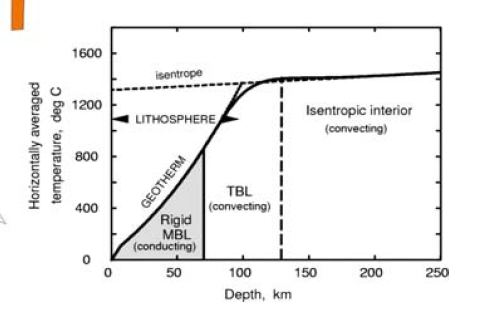 1600
1200
800
400
0
Horizontally averaged
temperature, deg C
isentrope
LITHOSPHERE
GEOTHERM
Rigid
MBL
(conducting)
TBL
(convecting)
Isentropic interior
(convecting)
0 50 100 150 200 250
Depth, km